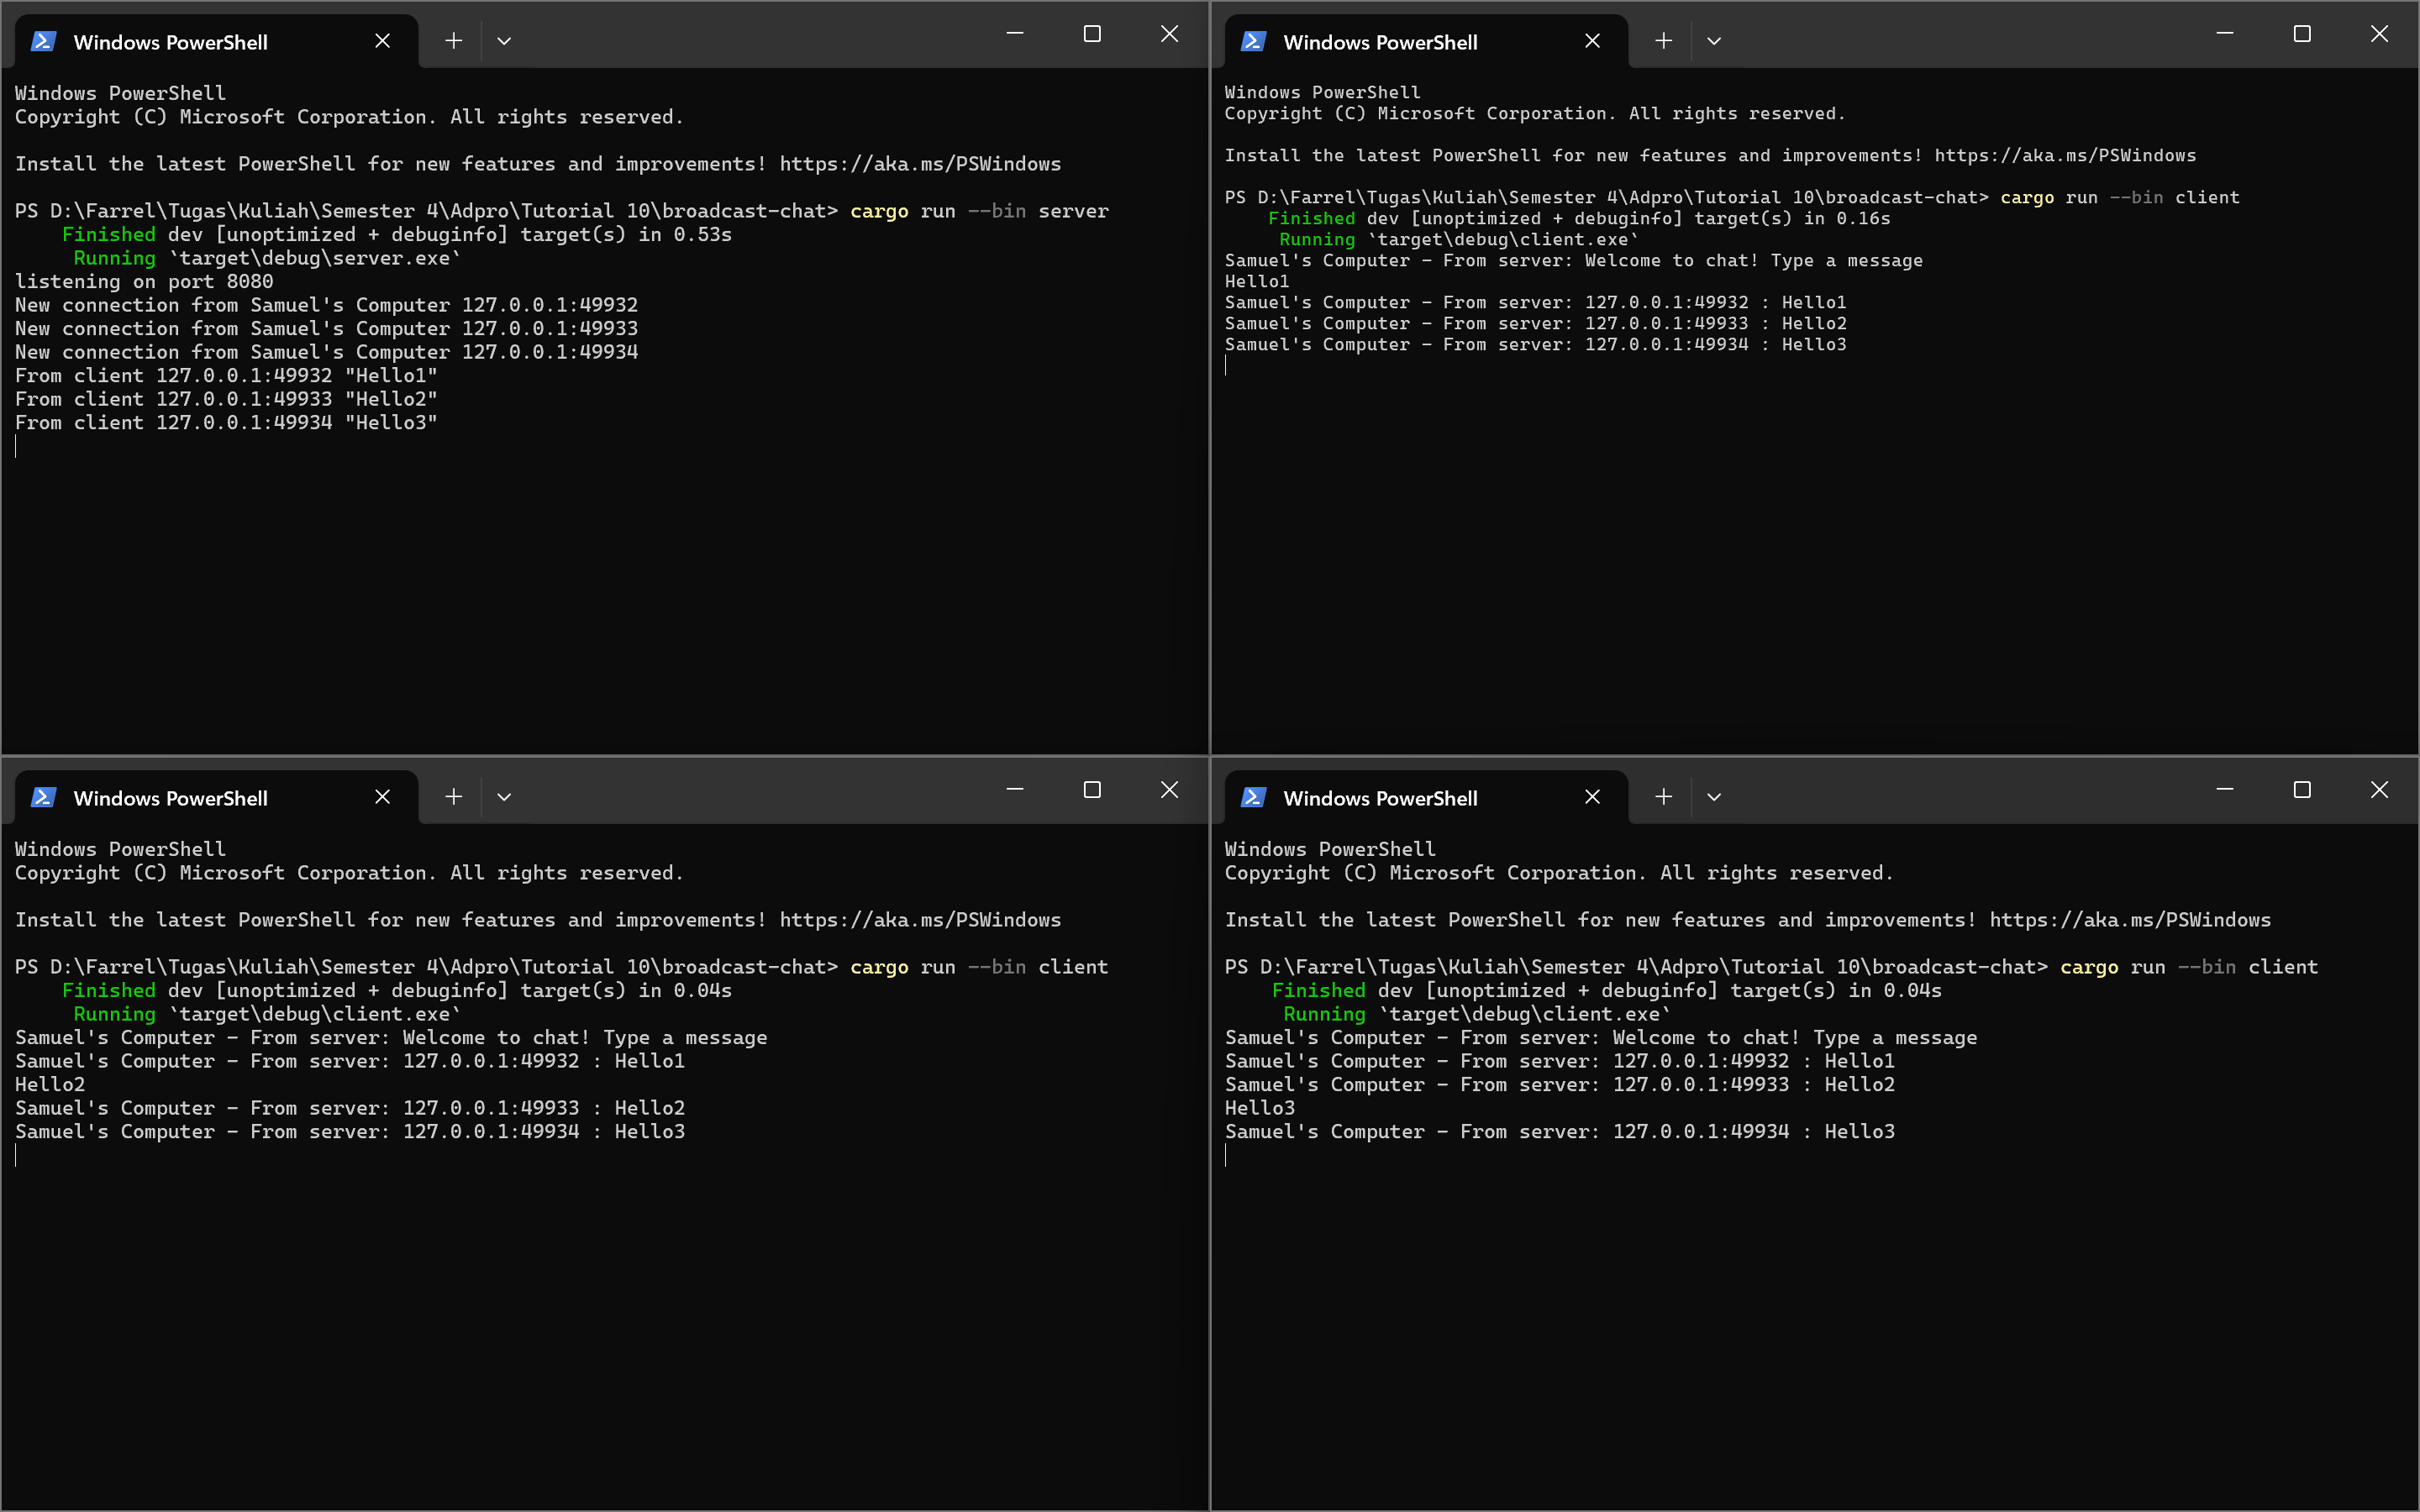 Windows PowerShell
Windows PowerShell
Copyright (C) Microsoft Corporation. All rights reserved.
Install the latest PowerShell for new features and improvements! https://aka.ms/PSWindows
PS D:\Farrel\Tugas\Kuliah\Semester 4\Adpro\Tutorial 10\broadcast-chat> cargo run --bin server
    Finished dev [unoptimized + debuginfo] target(s) in 0.53s
     Running `target\debug\server.exe`
listening on port 8080
New connection from Samuel's Computer 127.0.0.1:49932
New connection from Samuel's Computer 127.0.0.1:49933
New connection from Samuel's Computer 127.0.0.1:49934
From client 127.0.0.1:49932 "Hello1"
From client 127.0.0.1:49933 "Hello2"
From client 127.0.0.1:49934 "Hello3"
Windows PowerShell
Windows PowerShell
Copyright (C) Microsoft Corporation. All rights reserved.
Install the latest PowerShell for new features and improvements! https://aka.ms/PSWindows
PS D:\Farrel\Tugas\Kuliah\Semester 4\Adpro\Tutorial 10\broadcast-chat> cargo run --bin client
    Finished dev [unoptimized + debuginfo] target(s) in 0.16s
     Running `target\debug\client.exe`
Samuel's Computer - From server: Welcome to chat! Type a message
Hello1
Samuel's Computer - From server: 127.0.0.1:49932 : Hello1
Samuel's Computer - From server: 127.0.0.1:49933 : Hello2
Samuel's Computer - From server: 127.0.0.1:49934 : Hello3
Windows PowerShell
Windows PowerShell
Copyright (C) Microsoft Corporation. All rights reserved.
Install the latest PowerShell for new features and improvements! https://aka.ms/PSWindows
PS D:\Farrel\Tugas\Kuliah\Semester 4\Adpro\Tutorial 10\broadcast-chat> cargo run --bin client
    Finished dev [unoptimized + debuginfo] target(s) in 0.04s
     Running `target\debug\client.exe`
Samuel's Computer - From server: Welcome to chat! Type a message
Samuel's Computer - From server: 127.0.0.1:49932 : Hello1
Hello2
Samuel's Computer - From server: 127.0.0.1:49933 : Hello2
Samuel's Computer - From server: 127.0.0.1:49934 : Hello3
Windows PowerShell
Windows PowerShell
Copyright (C) Microsoft Corporation. All rights reserved.
Install the latest PowerShell for new features and improvements! https://aka.ms/PSWindows
PS D:\Farrel\Tugas\Kuliah\Semester 4\Adpro\Tutorial 10\broadcast-chat> cargo run --bin client
    Finished dev [unoptimized + debuginfo] target(s) in 0.04s
     Running `target\debug\client.exe`
Samuel's Computer - From server: Welcome to chat! Type a message
Samuel's Computer - From server: 127.0.0.1:49932 : Hello1
Samuel's Computer - From server: 127.0.0.1:49933 : Hello2
Hello3
Samuel's Computer - From server: 127.0.0.1:49934 : Hello3